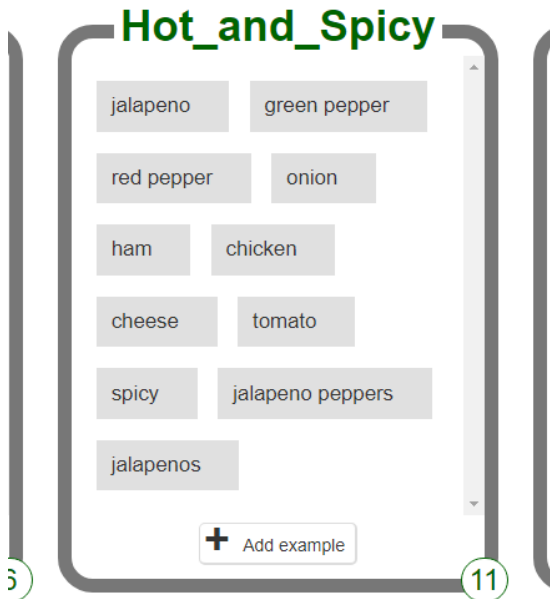 Hot_and_Spicy
jalapeno green pepper
red pepper onion
ham chicken
cheese tomato
spicy jalapeno peppers
jalapenos
+ Add example
11